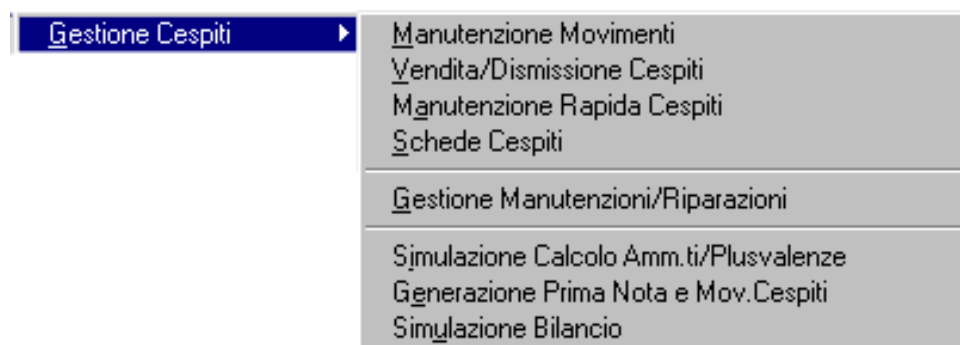 Gestione Cespiti
Manutenzione Movimenti
Vendita/Dismissione Cespiti
Manutenzione Rapida Cespiti
Schede Cespiti
Gestione Manutenzioni/Riparazioni
Simulazione Calcolo Amm.ti/Plusvalenze
Generazione Prima Nota e Mov.Cespiti
Simulazione Bilancio